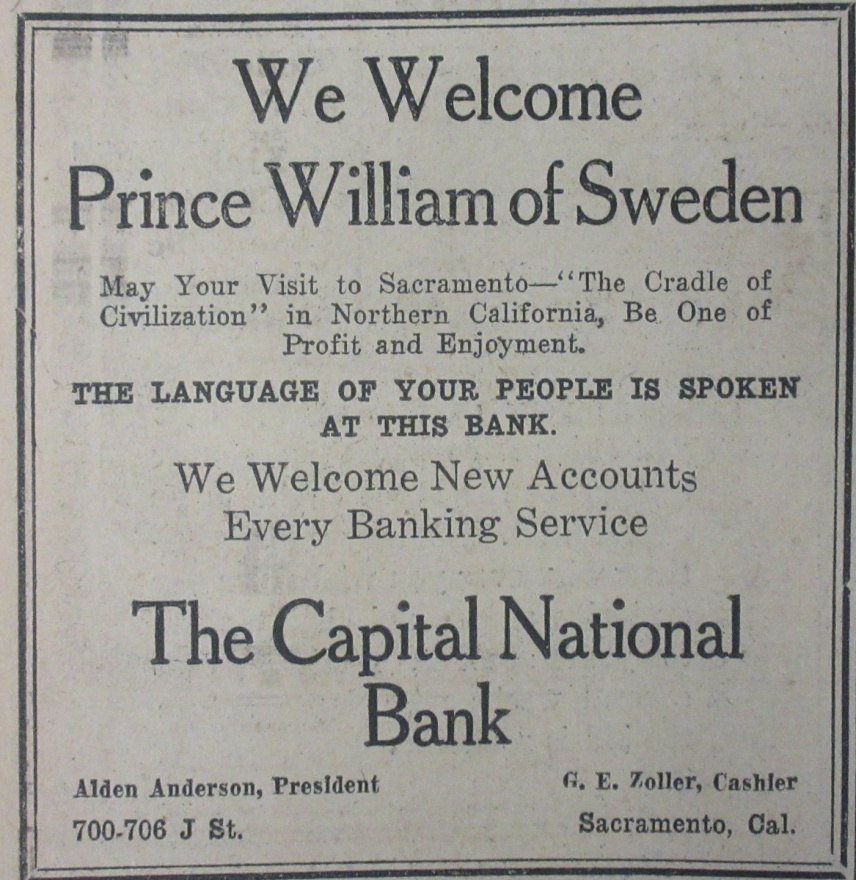 We Welcome
Prince William of Sweden
May Your Visit to Sacramento—"The Cradle of
Civilization" in Northern California, Be One of
Profit and Enjoyment.
THE LANGUAGE OF YOUR PEOPLE IS SPOKEN
AT THIS BANK.
We Welcome New Accounts
Every Banking Service
The Capital National
Bank
Alden Anderson, President
G. E. Zoller, Cashier
700-706 J St.
Sacramento, Cal.